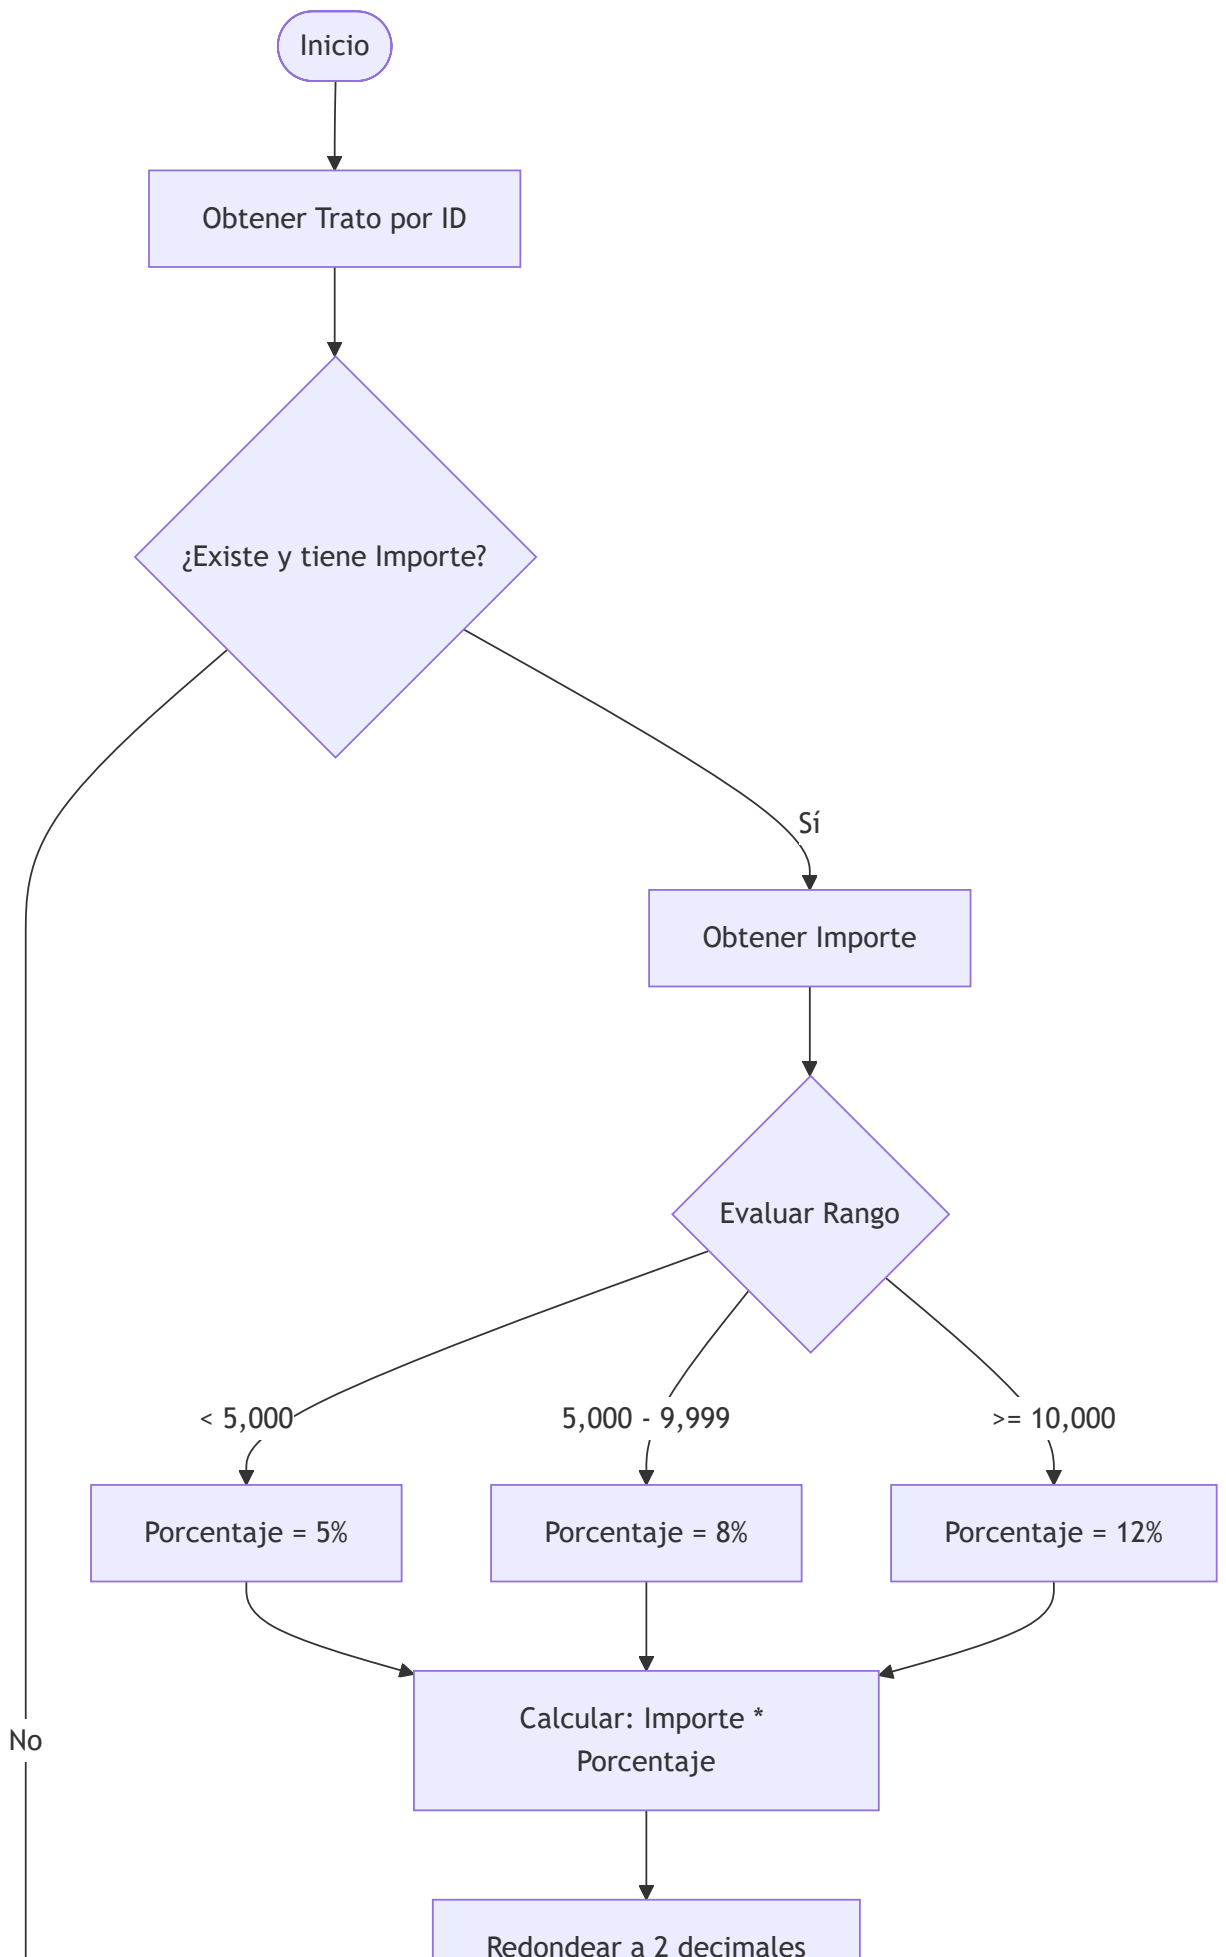 Inicio
Obtener Trato por ID
¿Existe y tiene Importe?
Sí
Obtener Importe
Evaluar Rango
< 5,000
5,000 - 9,999
>= 10,000
Porcentaje = 5%
Porcentaje = 8%
Porcentaje = 12%
Calcular: Importe *
Porcentaje
No
Redondear a 2 decimales